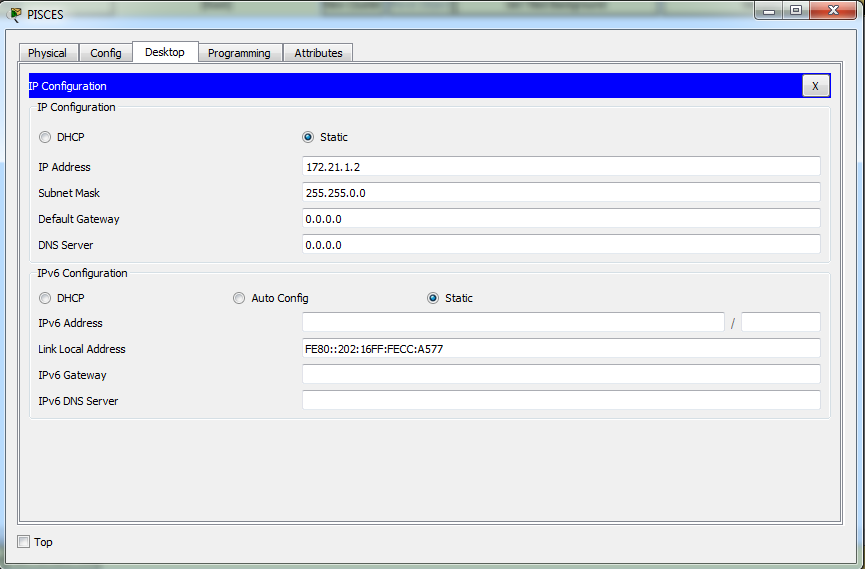 PISCES
Physical Config Desktop Programming Attributes
IP Configuration X
IP Configuration
DHCP Static
IP Address 172.21.1.2
Subnet Mask 255.255.0.0
Default Gateway 0.0.0.0
DNS Server 0.0.0.0
IPv6 Configuration
DHCP Auto Config Static
IPv6 Address /
Link Local Address FE80::202:16FF:FECC:A577
IPv6 Gateway
IPv6 DNS Server
Top